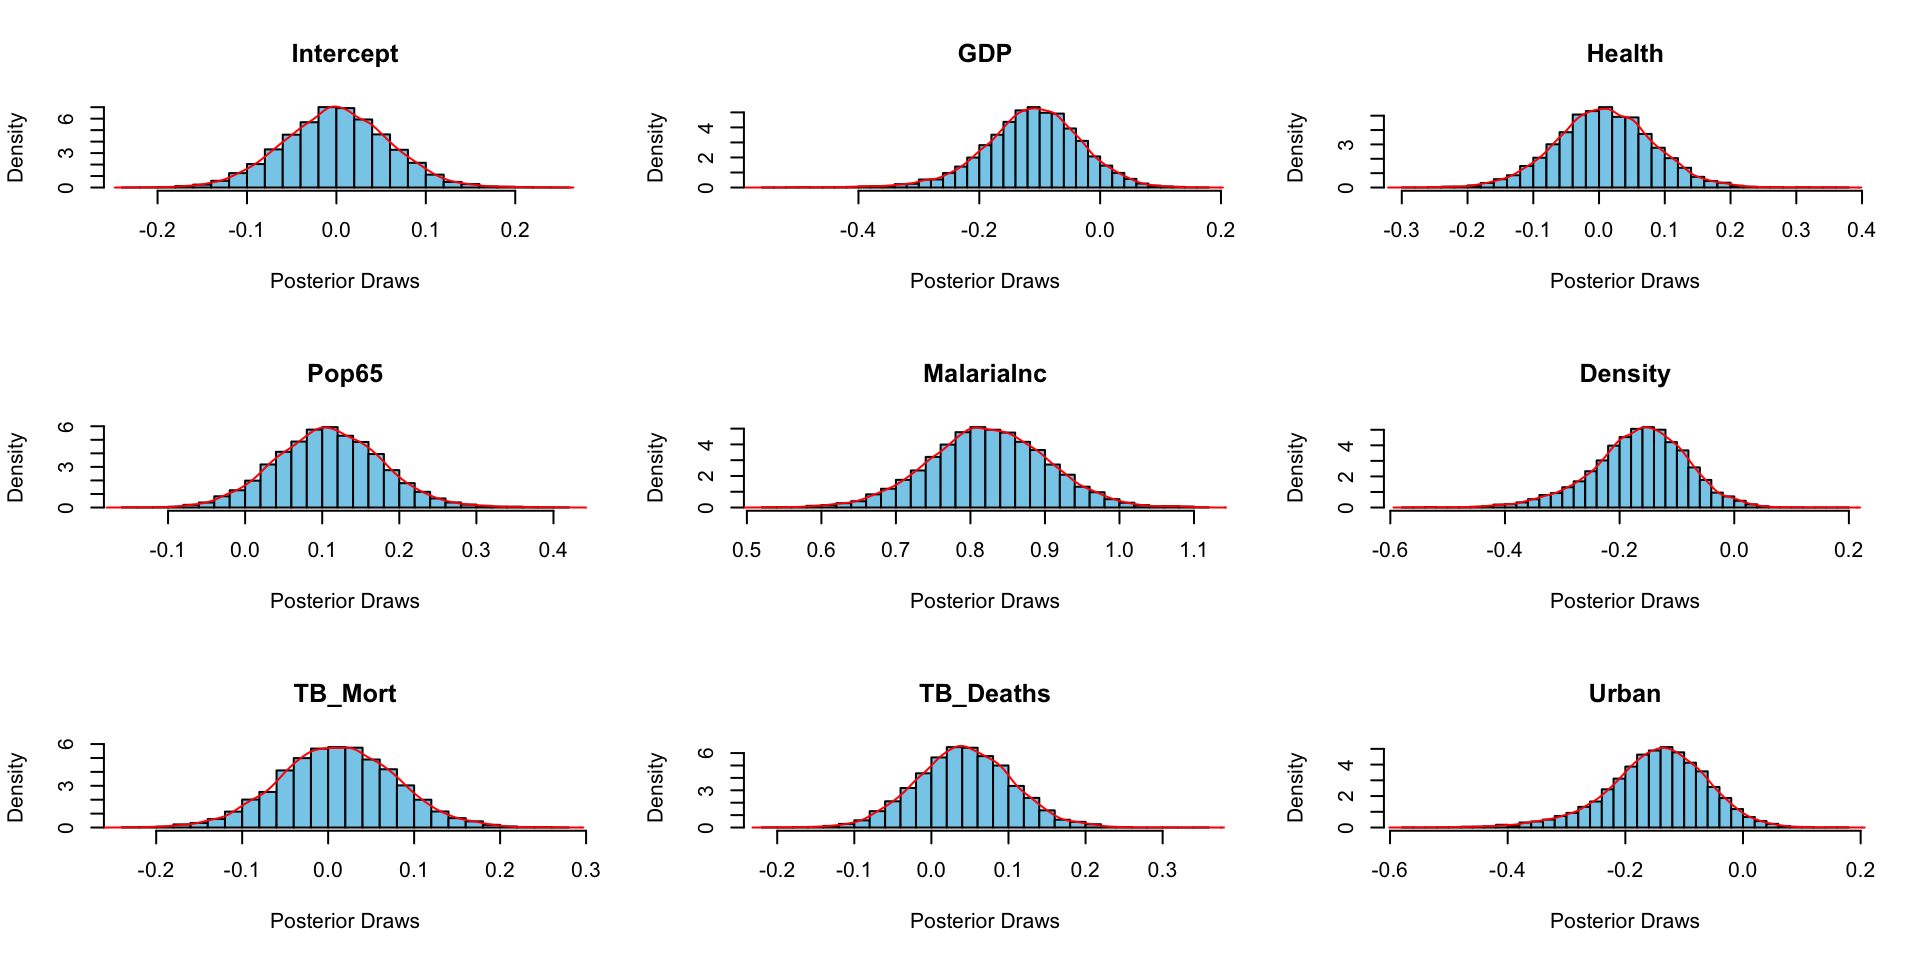 Intercept GDP Health
Density 0 3 6 Density 0 2 4 Density 0 3
-0.2 -0.1 0.0 0.1 0.2 -0.4 -0.2 0.0 0.2 -0.3 -0.2 -0.1 0.0 0.1 0.2 0.3 0.4
Posterior Draws Posterior Draws Posterior Draws
Pop65 MalariaInc Density
Density 0 3 6 Density 0 2 4 Density 0 2 4
-0.1 0.0 0.1 0.2 0.3 0.4 0.5 0.6 0.7 0.8 0.9 1.0 1.1 -0.6 -0.4 -0.2 0.0 0.2
Posterior Draws Posterior Draws Posterior Draws
TB_Mort TB_Deaths Urban
Density 0 3 6 Density 0 3 6 Density 0 2 4
-0.2 -0.1 0.0 0.1 0.2 0.3 -0.2 -0.1 0.0 0.1 0.2 0.3 -0.6 -0.4 -0.2 0.0 0.2
Posterior Draws Posterior Draws Posterior Draws